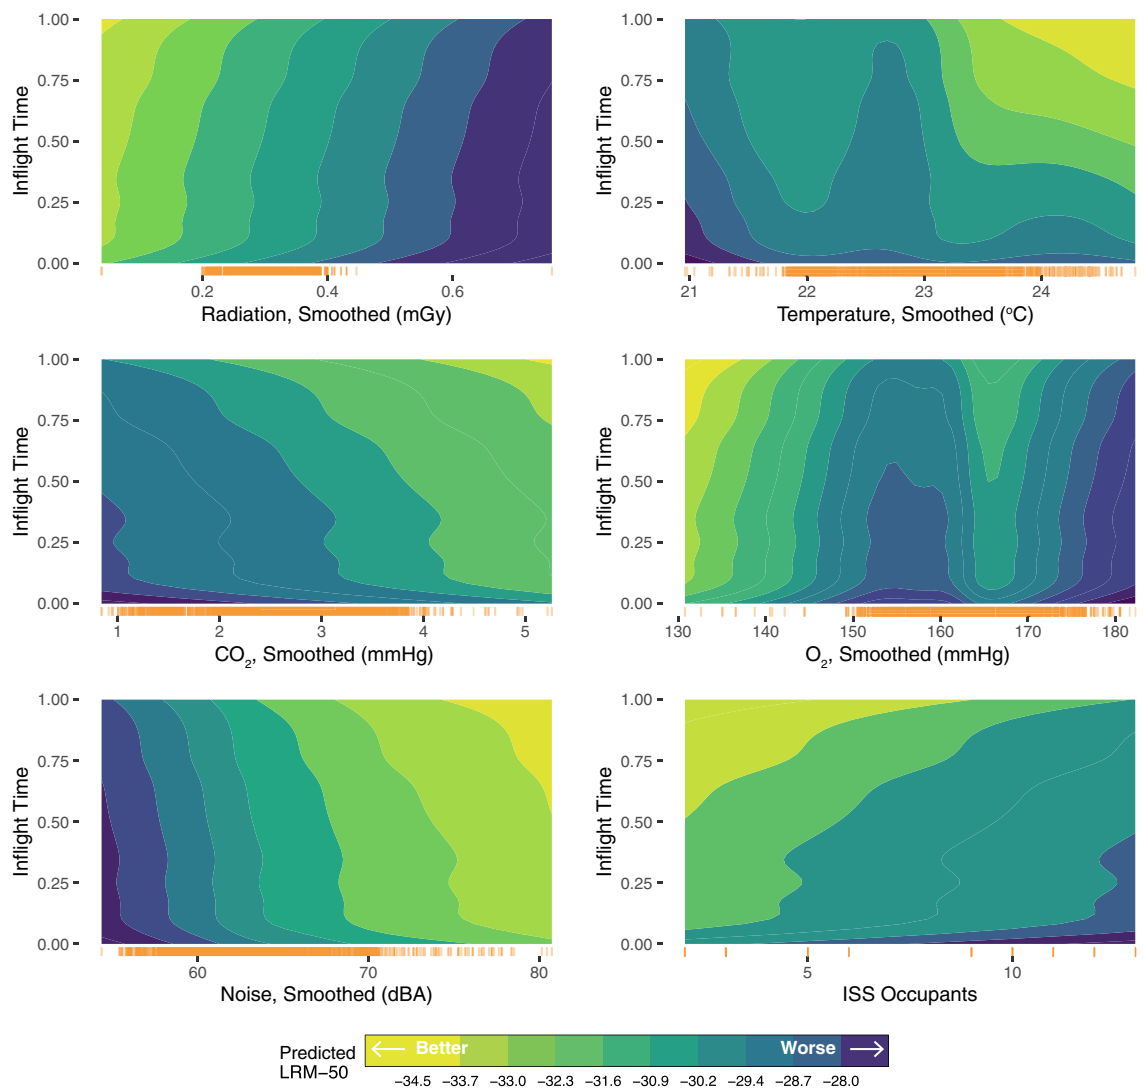 1.00
0.75
0.50
0.25
0.00
Inflight Time
0.2 0.4 0.6
Radiation, Smoothed (mGy)
1.00
0.75
0.50
0.25
0.00
Inflight Time
21 22 23 24
Temperature, Smoothed (°C)
1.00
0.75
0.50
0.25
0.00
Inflight Time
1 2 3 4 5
CO₂, Smoothed (mmHg)
1.00
0.75
0.50
0.25
0.00
Inflight Time
130 140 150 160 170 180
O₂, Smoothed (mmHg)
1.00
0.75
0.50
0.25
0.00
Inflight Time
60 70 80
Noise, Smoothed (dBA)
1.00
0.75
0.50
0.25
0.00
Inflight Time
5 10
ISS Occupants
Predicted
LRM−50
← Better Worse →
−34.5 −33.7 −33.0 −32.3 −31.6 −30.9 −30.2 −29.4 −28.7 −28.0